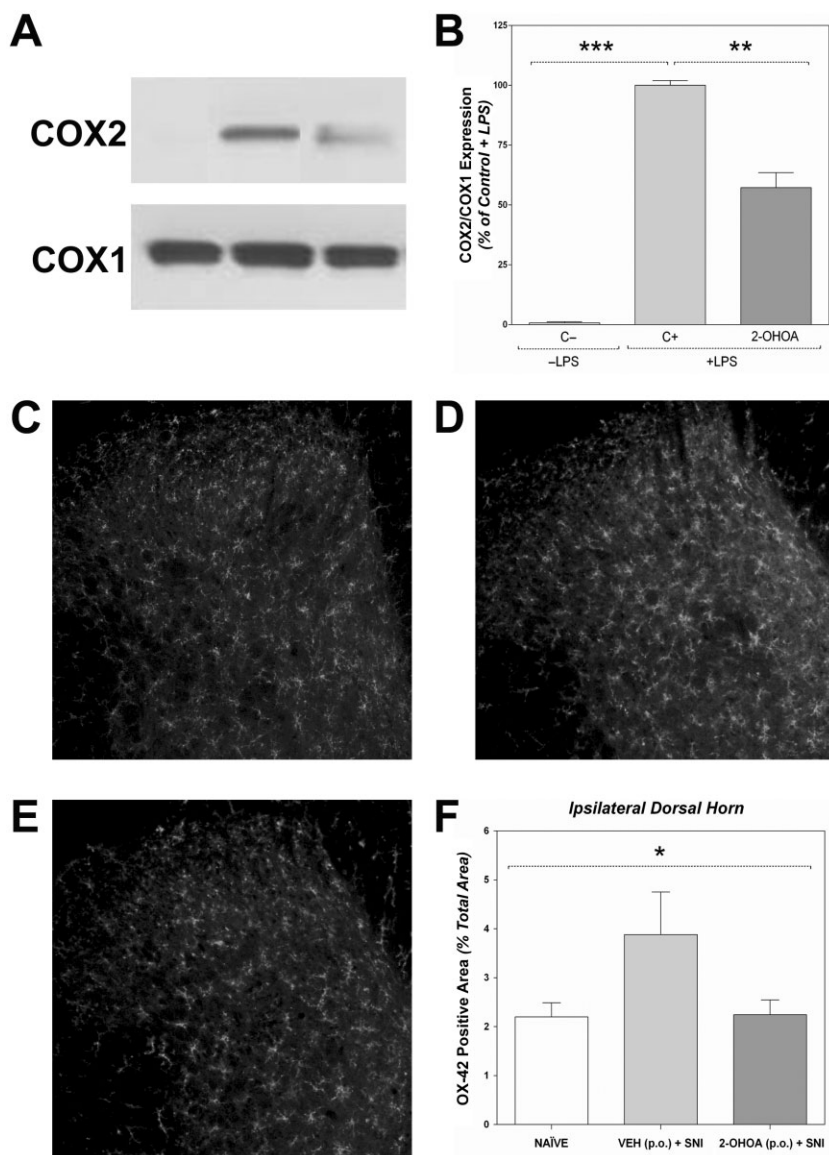 A
COX2
COX1
B
COX2/COX1 Expression
(% of Control + LPS)
125
100
75
50
25
0
***
**
C–
C+
2-OHOA
–LPS
+LPS
C
D
E
F
Ipsilateral Dorsal Horn
OX-42 Positive Area (% Total Area)
6
5
4
3
2
1
0
*
NAÏVE
VEH (p.o.) + SNI
2-OHOA (p.o.) + SNI